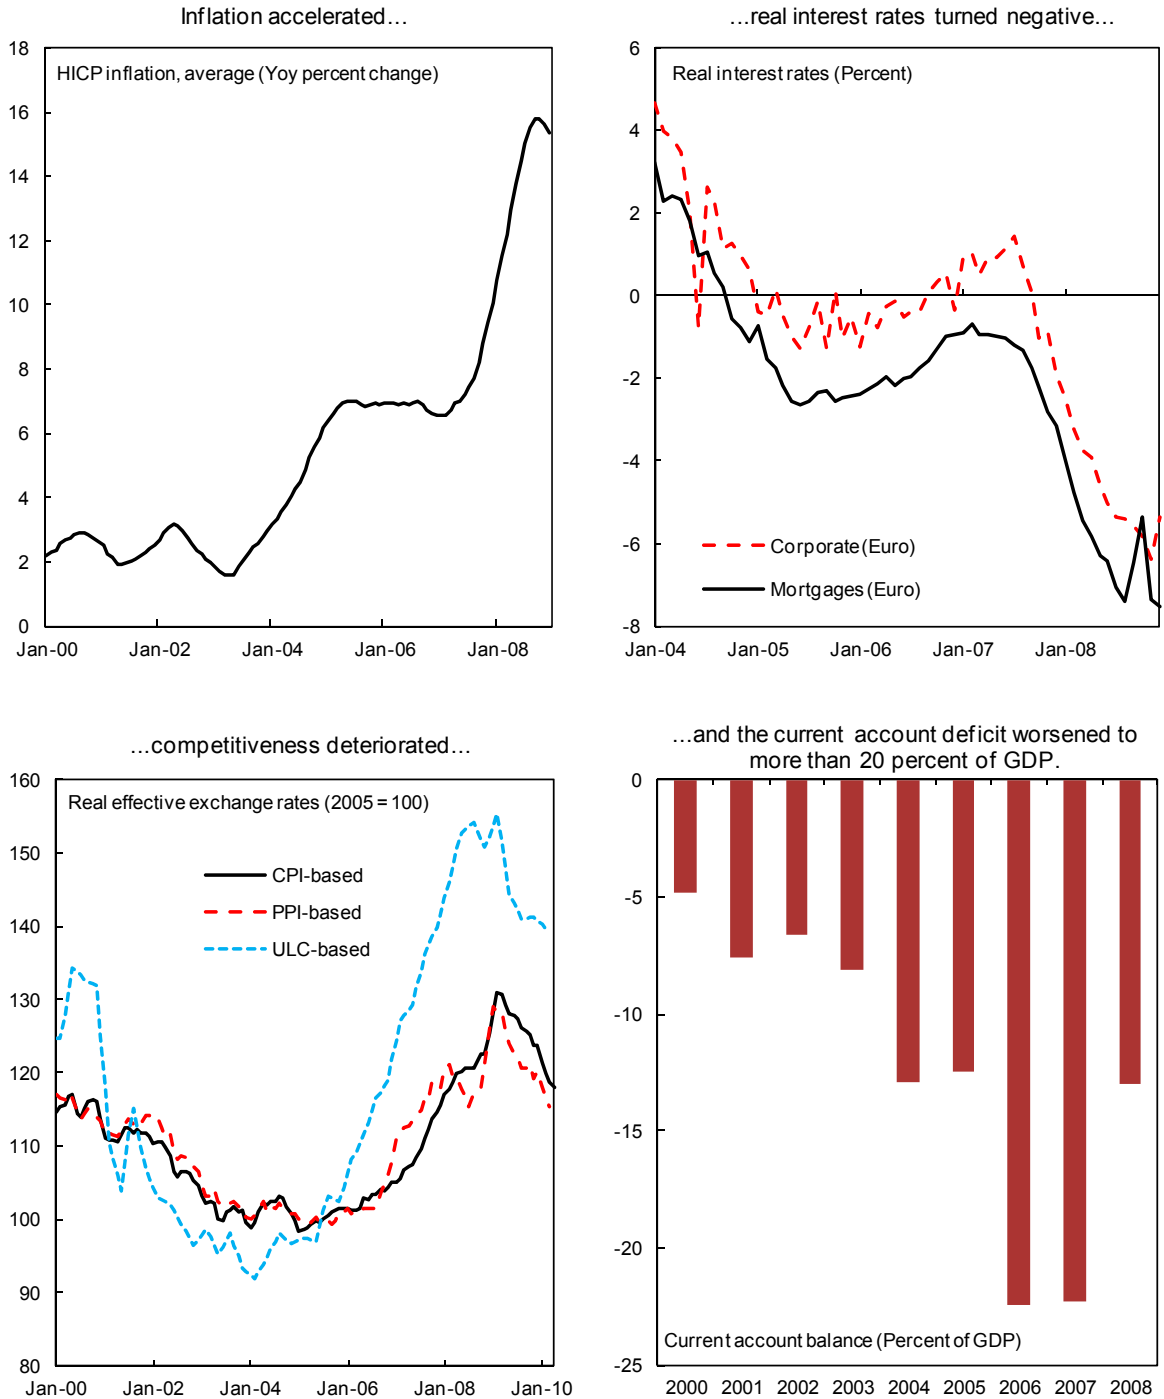 Inflation accelerated…
18
16
14
12
10
8
6
4
2
0
HICP inflation, average (Yoy percent change)
Jan-00 Jan-02 Jan-04 Jan-06 Jan-08
…real interest rates turned negative…
6
4
2
0
-2
-4
-6
-8
Real interest rates (Percent)
Corporate (Euro)
Mortgages (Euro)
Jan-04 Jan-05 Jan-06 Jan-07 Jan-08
…competitiveness deteriorated…
160
150
140
130
120
110
100
90
80
Real effective exchange rates (2005 = 100)
CPI-based
PPI-based
ULC-based
Jan-00 Jan-02 Jan-04 Jan-06 Jan-08 Jan-10
…and the current account deficit worsened to
more than 20 percent of GDP.
0
-5
-10
-15
-20
-25
Current account balance (Percent of GDP)
2000 2001 2002 2003 2004 2005 2006 2007 2008